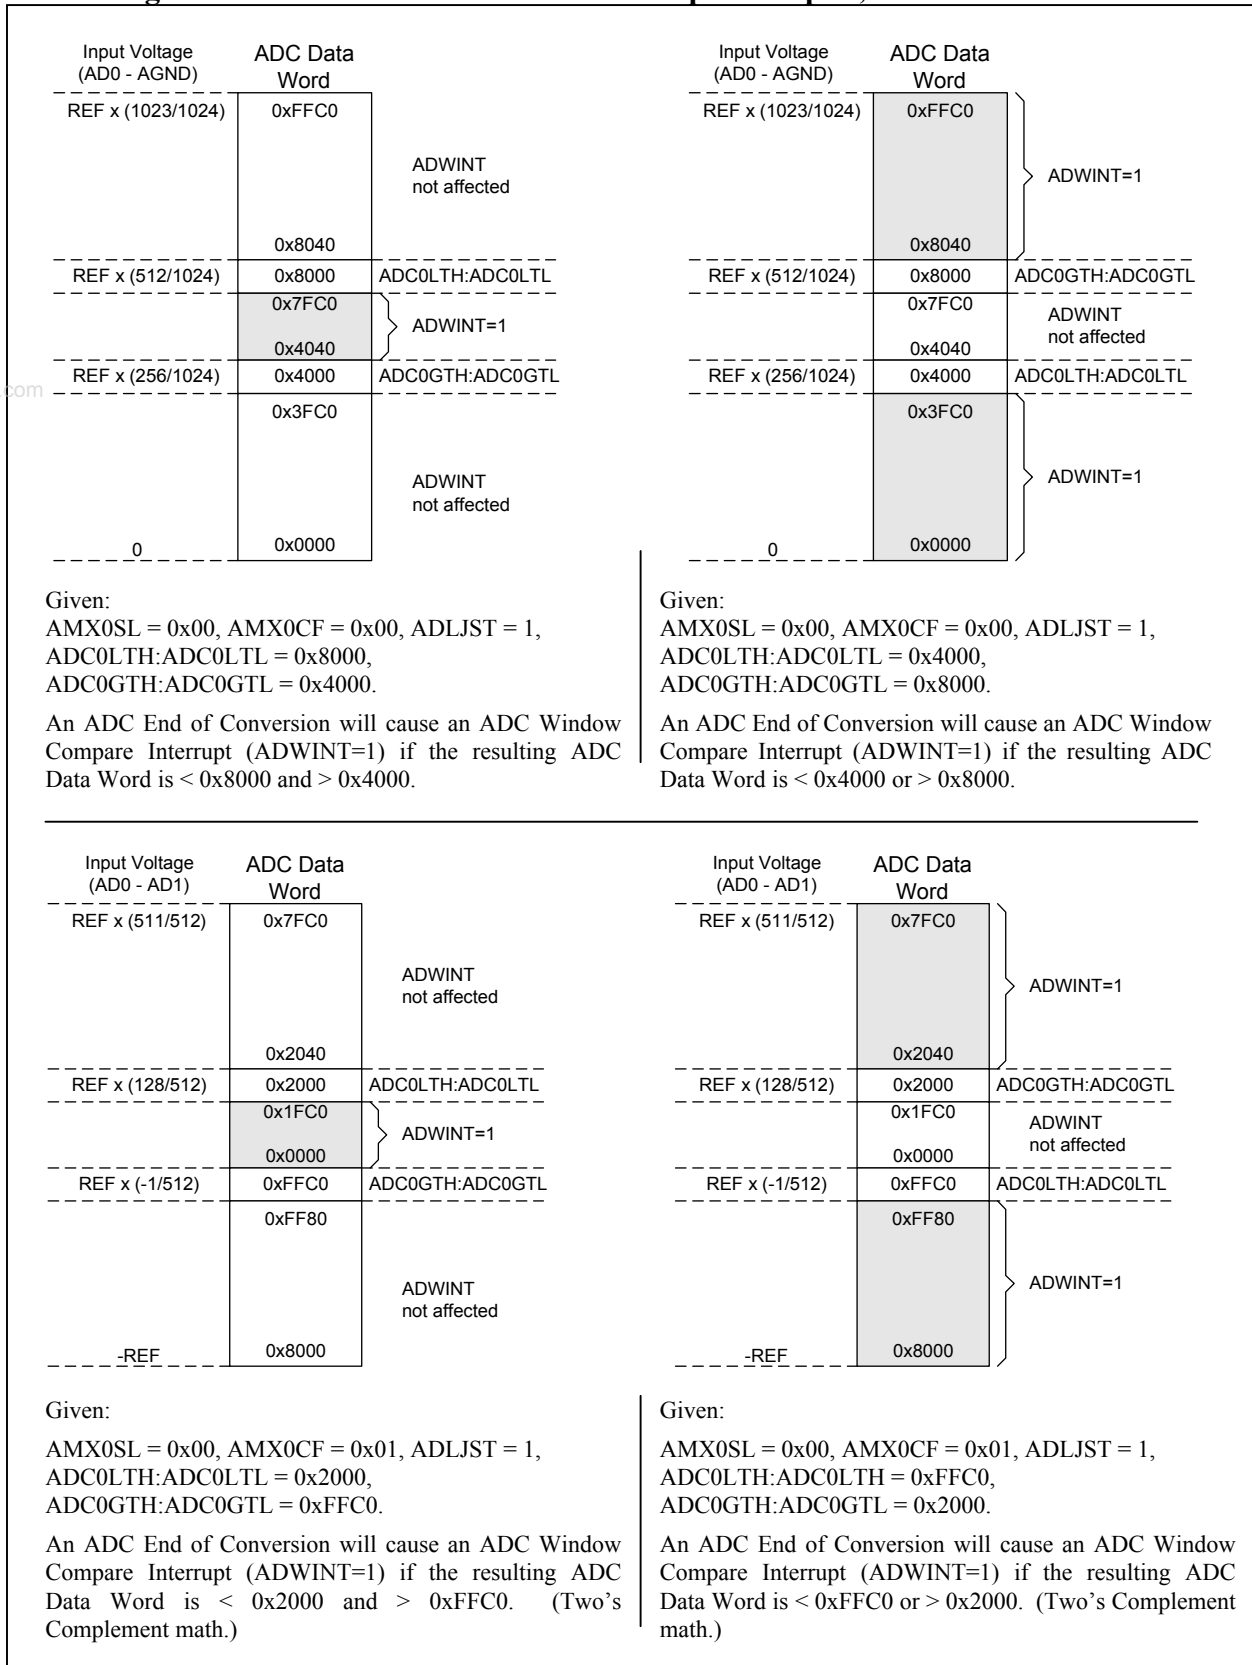 Input Voltage
(AD0 - AGND)
ADC Data
Word
REF x (1023/1024)
0xFFC0
ADWINT
not affected
0x8040
REF x (512/1024)
0x8000
ADC0LTH:ADC0LTL
0x7FC0
ADWINT=1
0x4040
REF x (256/1024)
0x4000
ADC0GTH:ADC0GTL
0x3FC0
ADWINT
not affected
0
0x0000
Given:
AMX0SL = 0x00, AMX0CF = 0x00, ADLJST = 1,
ADC0LTH:ADC0LTL = 0x8000,
ADC0GTH:ADC0GTL = 0x4000.
An ADC End of Conversion will cause an ADC Window
Compare Interrupt (ADWINT=1) if the resulting ADC
Data Word is < 0x8000 and > 0x4000.
Input Voltage
(AD0 - AGND)
ADC Data
Word
REF x (1023/1024)
0xFFC0
ADWINT=1
0x8040
REF x (512/1024)
0x8000
ADC0GTH:ADC0GTL
0x7FC0
ADWINT
not affected
0x4040
REF x (256/1024)
0x4000
ADC0LTH:ADC0LTL
0x3FC0
ADWINT=1
0
0x0000
Given:
AMX0SL = 0x00, AMX0CF = 0x00, ADLJST = 1,
ADC0LTH:ADC0LTL = 0x4000,
ADC0GTH:ADC0GTL = 0x8000.
An ADC End of Conversion will cause an ADC Window
Compare Interrupt (ADWINT=1) if the resulting ADC
Data Word is < 0x4000 or > 0x8000.
Input Voltage
(AD0 - AD1)
ADC Data
Word
REF x (511/512)
0x7FC0
ADWINT
not affected
0x2040
REF x (128/512)
0x2000
ADC0LTH:ADC0LTL
0x1FC0
ADWINT=1
0x0000
REF x (-1/512)
0xFFC0
ADC0GTH:ADC0GTL
0xFF80
ADWINT
not affected
-REF
0x8000
Given:
AMX0SL = 0x00, AMX0CF = 0x01, ADLJST = 1,
ADC0LTH:ADC0LTL = 0x2000,
ADC0GTH:ADC0GTL = 0xFFC0.
An ADC End of Conversion will cause an ADC Window
Compare Interrupt (ADWINT=1) if the resulting ADC
Data Word is < 0x2000 and > 0xFFC0. (Two's
Complement math.)
Input Voltage
(AD0 - AD1)
ADC Data
Word
REF x (511/512)
0x7FC0
ADWINT=1
0x2040
REF x (128/512)
0x2000
ADC0GTH:ADC0GTL
0x1FC0
ADWINT
not affected
0x0000
REF x (-1/512)
0xFFC0
ADC0LTH:ADC0LTL
0xFF80
ADWINT=1
-REF
0x8000
Given:
AMX0SL = 0x00, AMX0CF = 0x01, ADLJST = 1,
ADC0LTH:ADC0LTH = 0xFFC0,
ADC0GTH:ADC0GTL = 0x2000.
An ADC End of Conversion will cause an ADC Window
Compare Interrupt (ADWINT=1) if the resulting ADC
Data Word is < 0xFFC0 or > 0x2000. (Two's Complement
math.)
.com